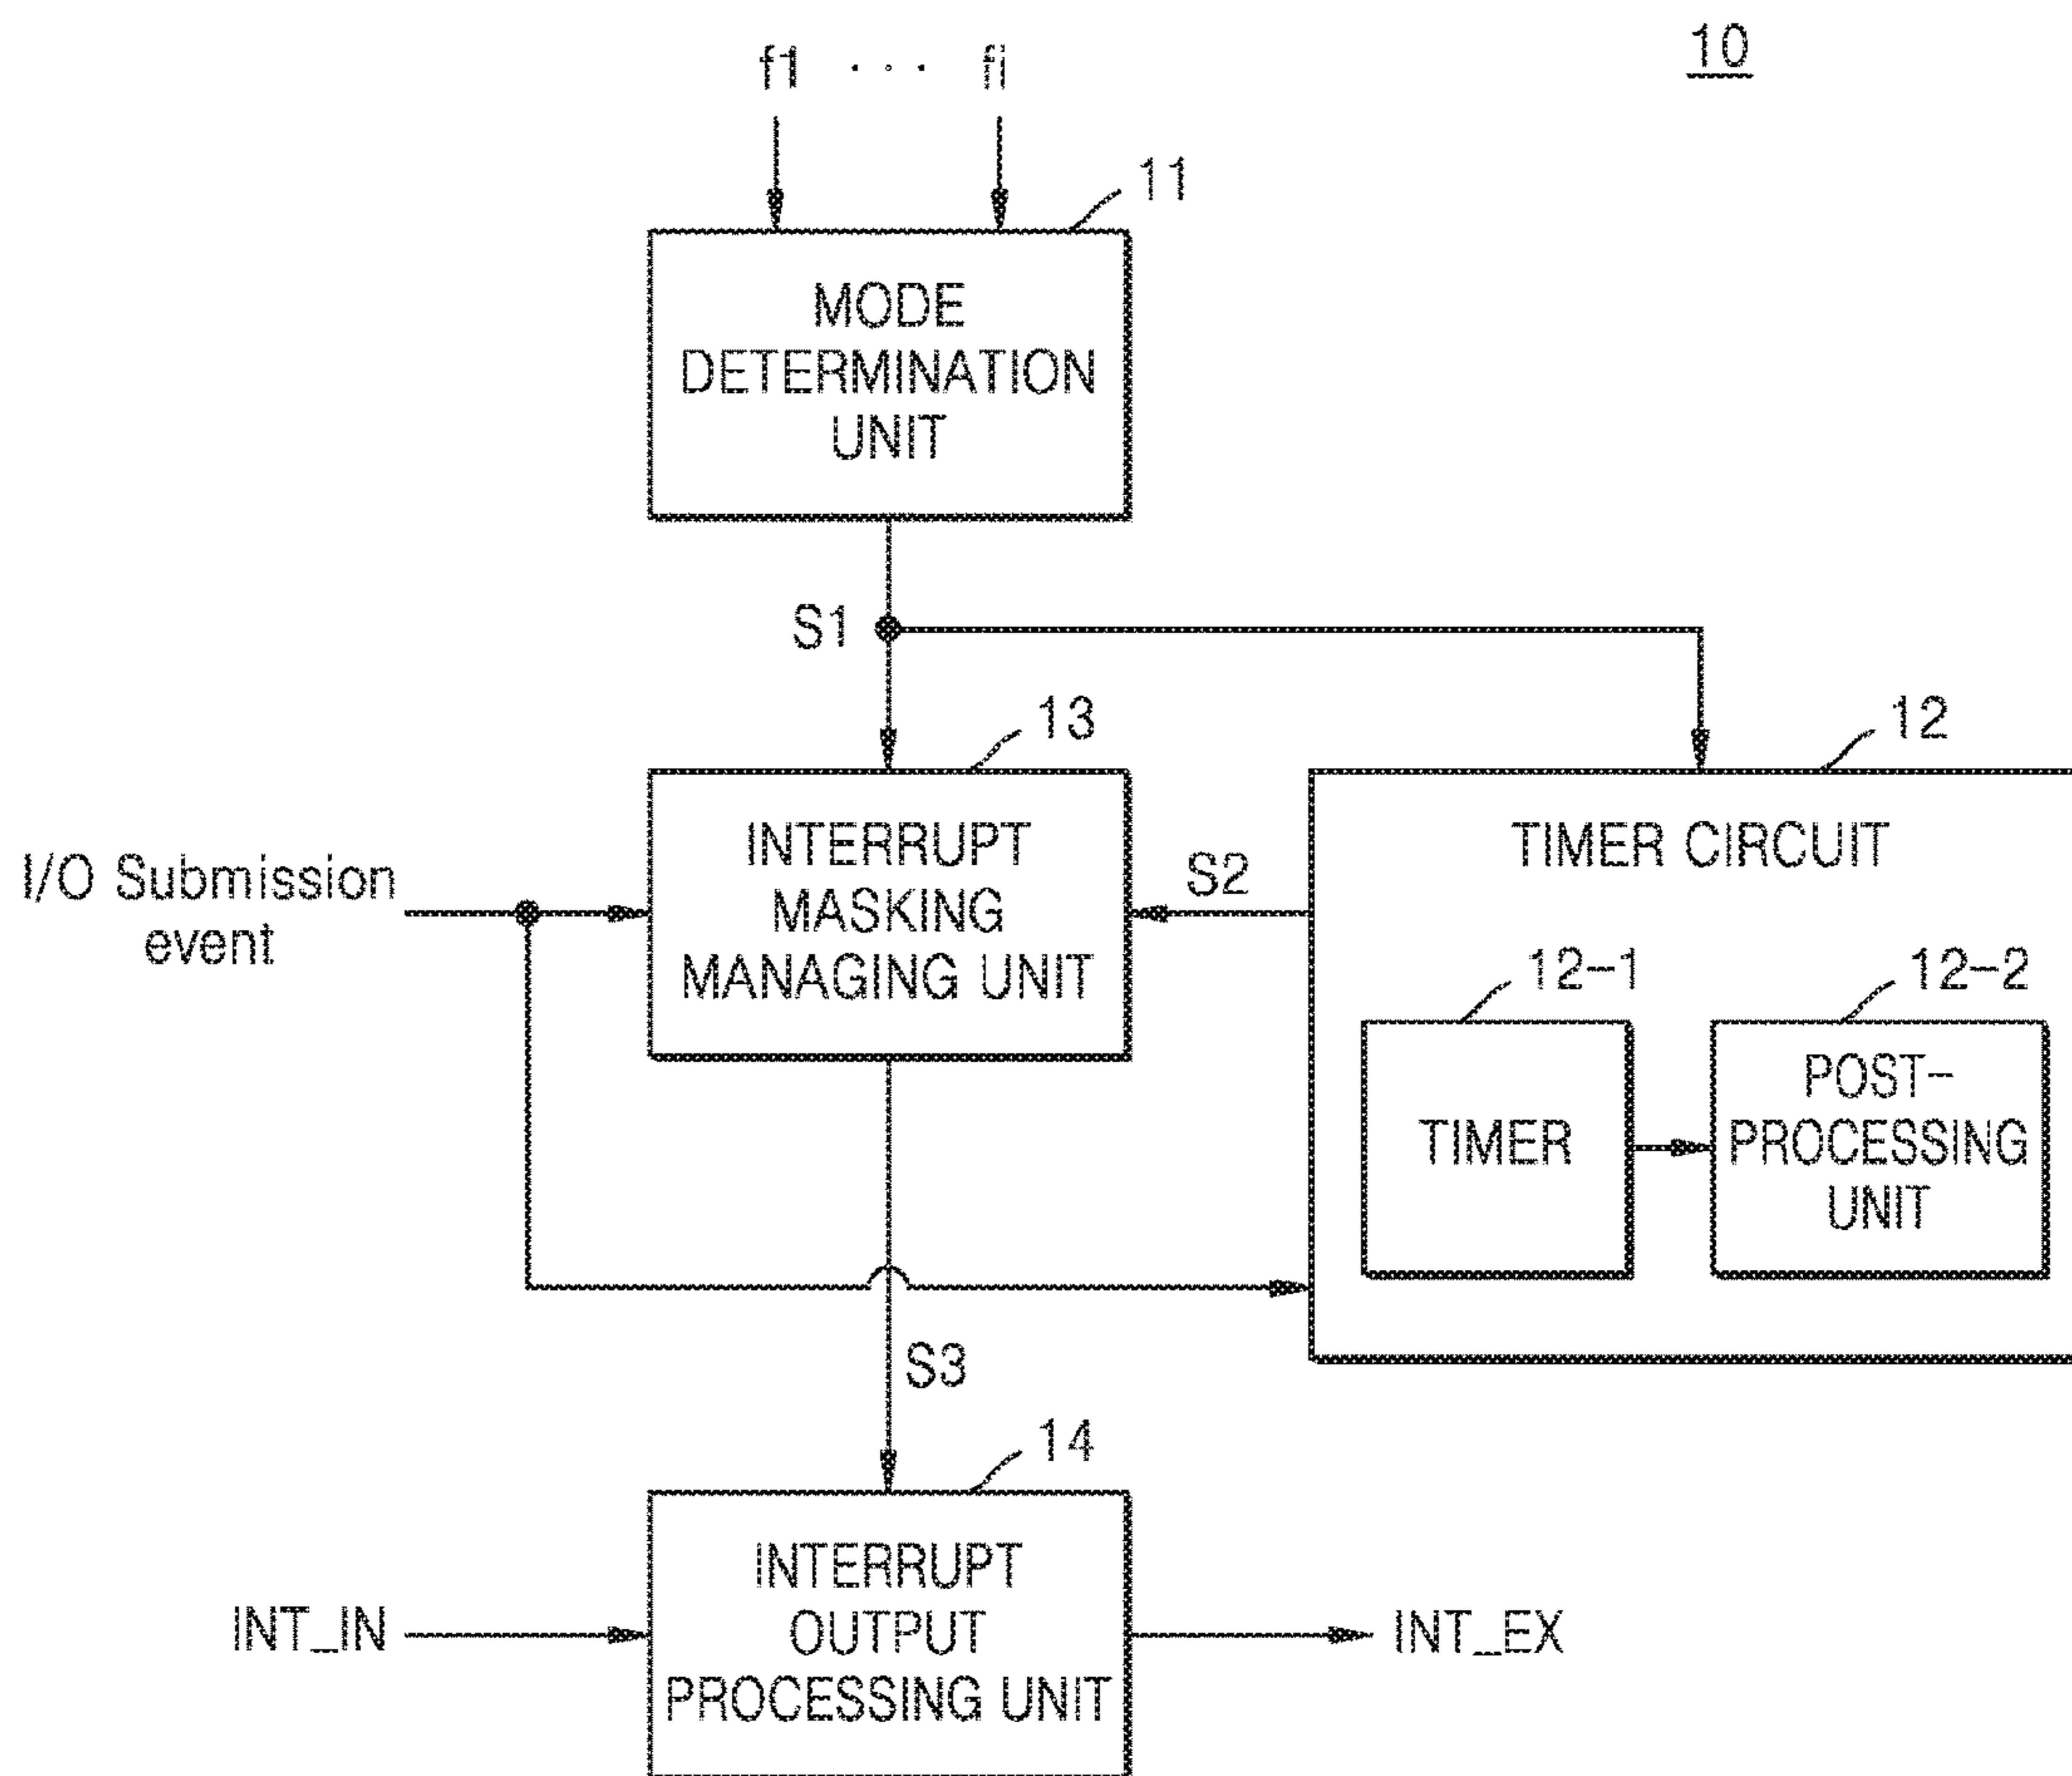 10
f1 · · · fi
11
MODE
DETERMINATION
UNIT
S1
13
12
INTERRUPT
MASKING
MANAGING UNIT
I/O Submission
event
S2
TIMER CIRCUIT
12-1
12-2
TIMER
POST-
PROCESSING
UNIT
S3
14
INTERRUPT
OUTPUT
PROCESSING UNIT
INT_IN
INT_EX